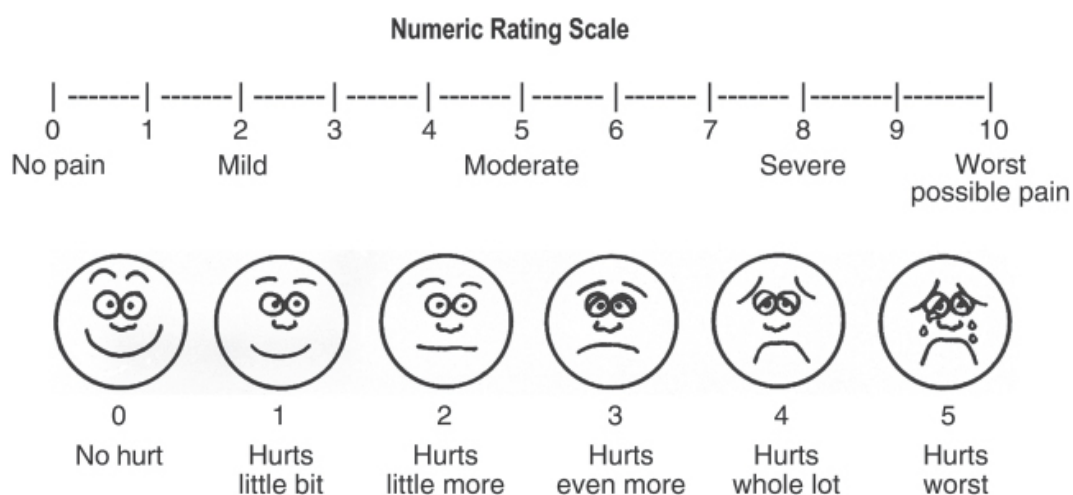 Numeric Rating Scale
0 1 2 3 4 5 6 7 8 9 10
No pain Mild Moderate Severe Worst
possible pain
0 1 2 3 4 5
No hurt Hurts Hurts Hurts Hurts Hurts
little bit little more even more whole lot worst